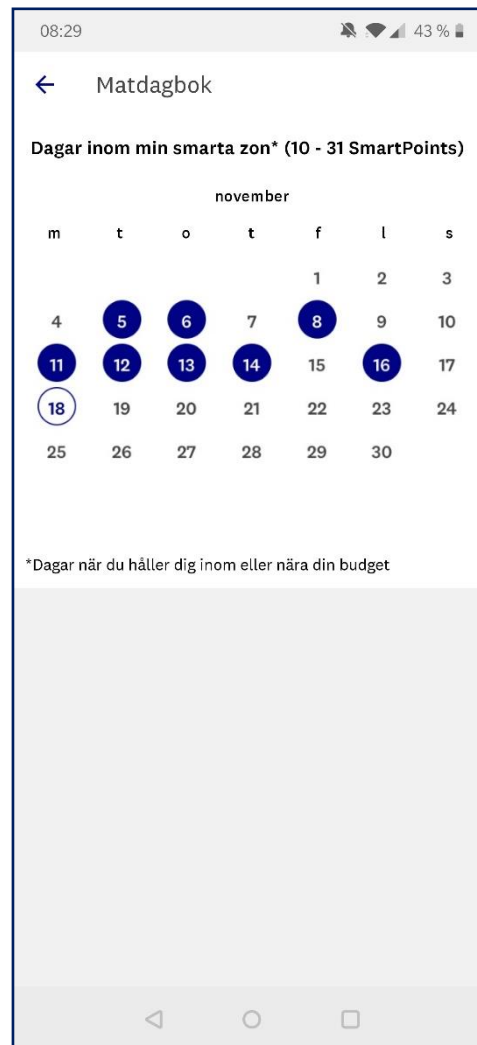 08:29 43 %
Matdagbok
Dagar inom min smarta zon* (10 - 31 SmartPoints)
november
m t o t f l s
1 2 3
4 5 6 7 8 9 10
11 12 13 14 15 16 17
18 19 20 21 22 23 24
25 26 27 28 29 30
*Dagar när du håller dig inom eller nära din budget